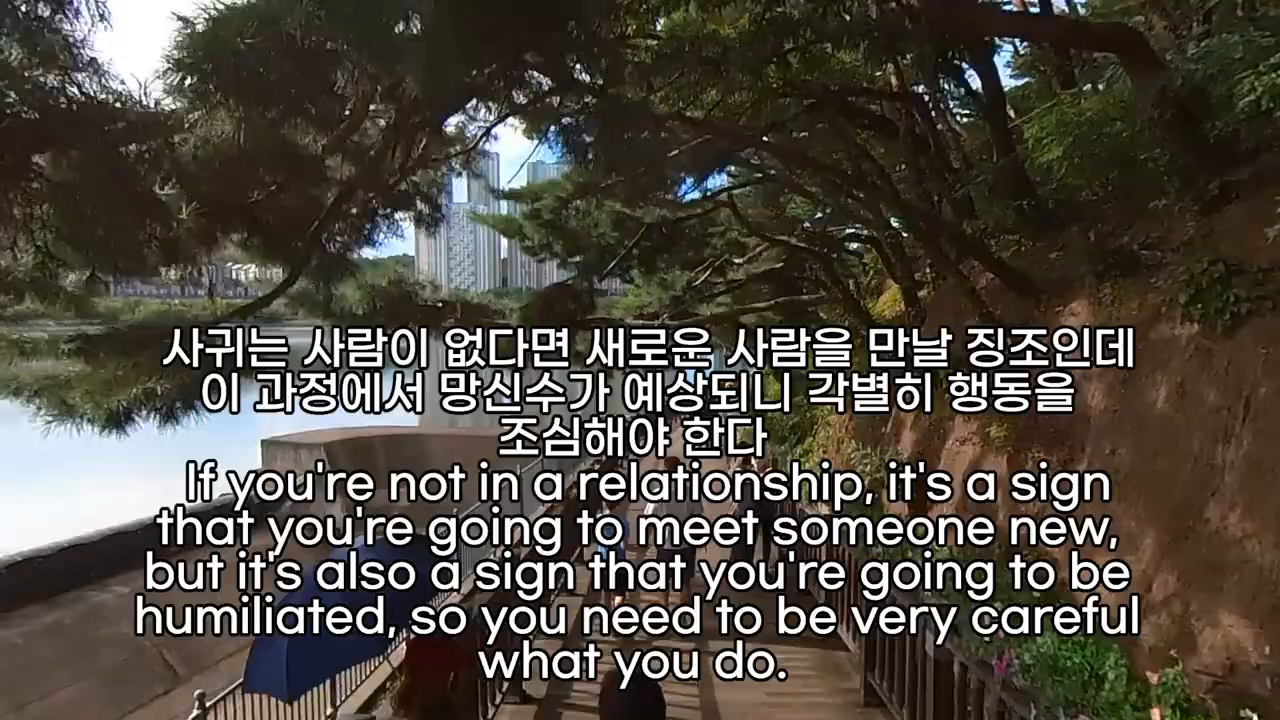 사귀는 사람이 없다면 새로운 사람을 만날 징조인데
이 과정에서 망신수가 예상되니 각별히 행동을
조심해야 한다
If you're not in a relationship, it's a sign
that you're going to meet someone new,
but it's also a sign that you're going to be
humiliated, so you need to be very careful
what you do.